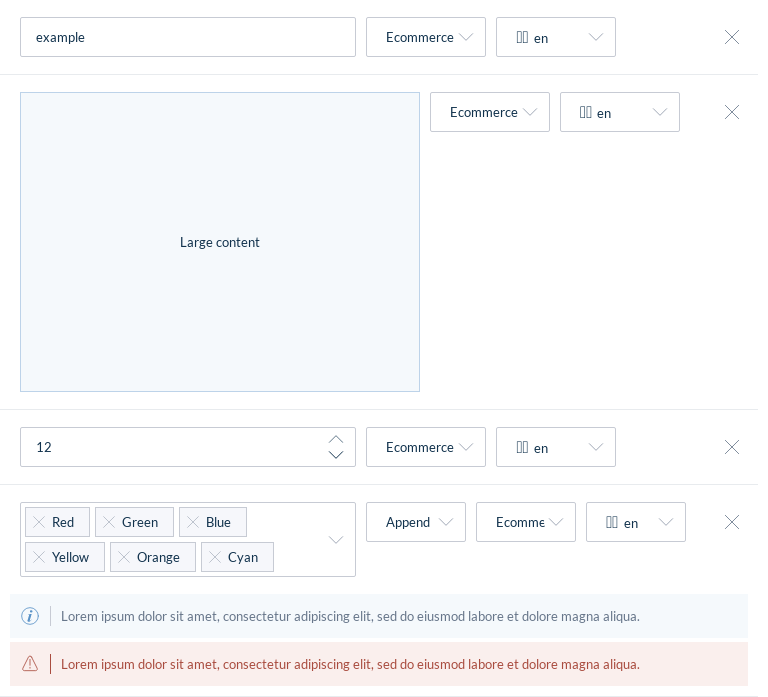 example Ecommerce en
Ecommerce en
Large content
12 Ecommerce en
Red Green Blue Append Ecomme en
Yellow Orange Cyan
Lorem ipsum dolor sit amet, consectetur adipiscing elit, sed do eiusmod labore et dolore magna aliqua.
Lorem ipsum dolor sit amet, consectetur adipiscing elit, sed do eiusmod labore et dolore magna aliqua.